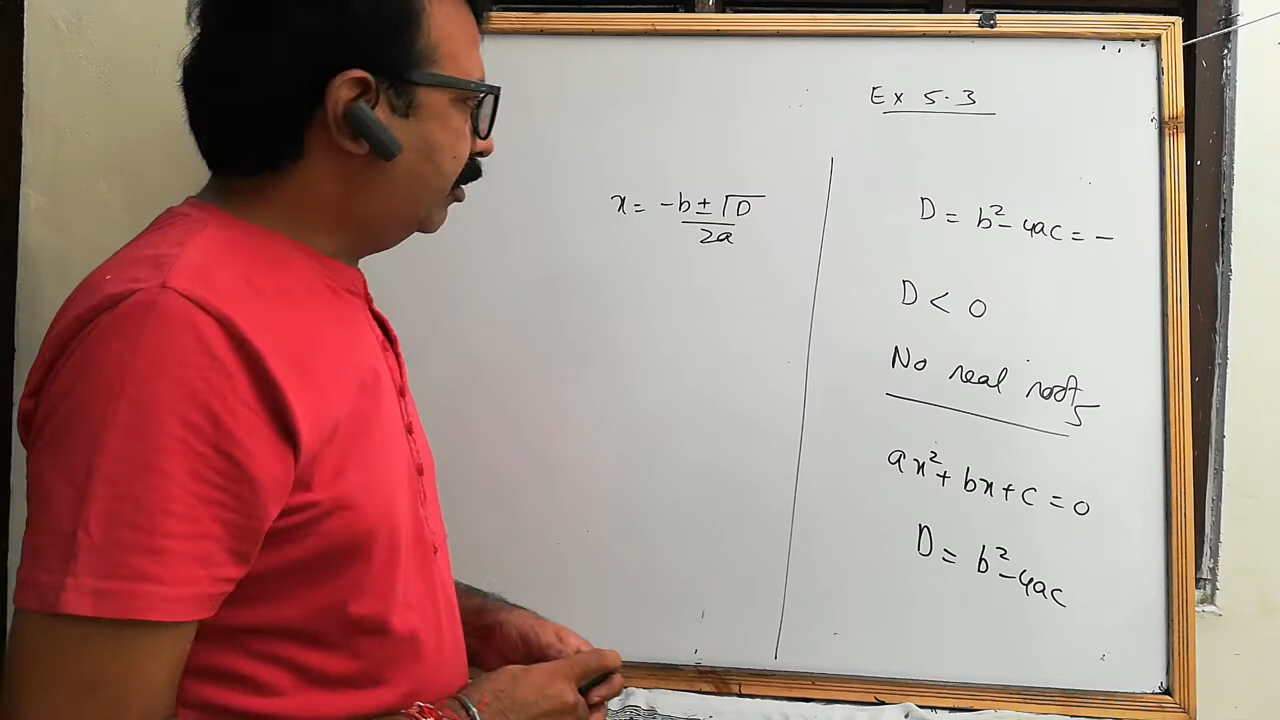 Ex 5.3
x = -b ± √D
2a
D = b² - 4ac = -
D < 0
No real roots
ax² + bx + c = 0
D = b² - 4ac